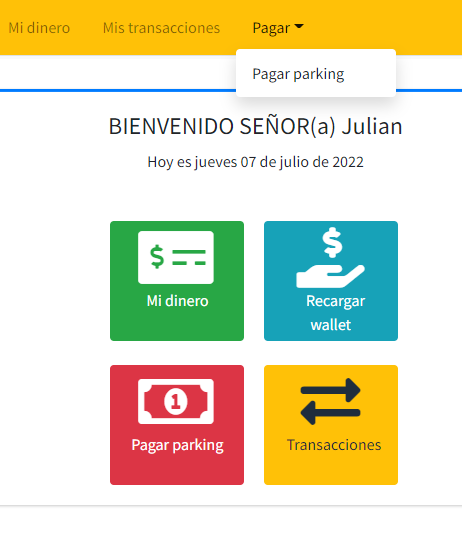 Mi dinero Mis transacciones Pagar
Pagar parking
BIENVENIDO SEÑOR(a) Julian
Hoy es jueves 07 de julio de 2022
$
Mi dinero
$
Recargar
wallet
1
Pagar parking
Transacciones